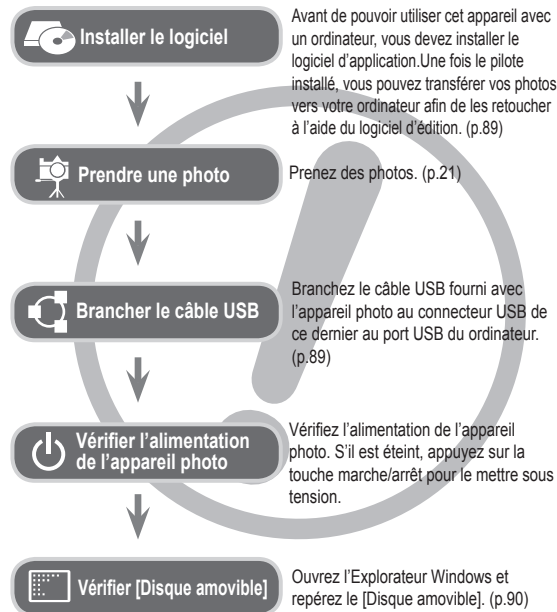 Installer le logiciel
Avant de pouvoir utiliser cet appareil avec
un ordinateur, vous devez installer le
logiciel d’application.Une fois le pilote
installé, vous pouvez transférer vos photos
vers votre ordinateur afin de les retoucher
à l’aide du logiciel d’édition. (p.89)
Prendre une photo
Prenez des photos. (p.21)
Brancher le câble USB
Branchez le câble USB fourni avec
l’appareil photo au connecteur USB de
ce dernier au port USB du ordinateur.
(p.89)
Vérifier l’alimentation
de l’appareil photo
Vérifiez l’alimentation de l’appareil
photo. S’il est éteint, appuyez sur la
touche marche/arrêt pour le mettre sous
tension.
Vérifier [Disque amovible]
Ouvrez l’Explorateur Windows et
repérez le [Disque amovible]. (p.90)